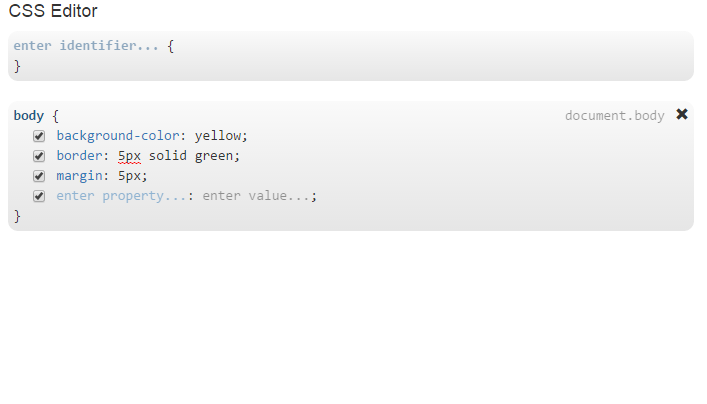 CSS Editor
enter identifier... {
}
body { document.body ✖
background-color: yellow;
border: 5px solid green;
margin: 5px;
enter property...: enter value...;
}